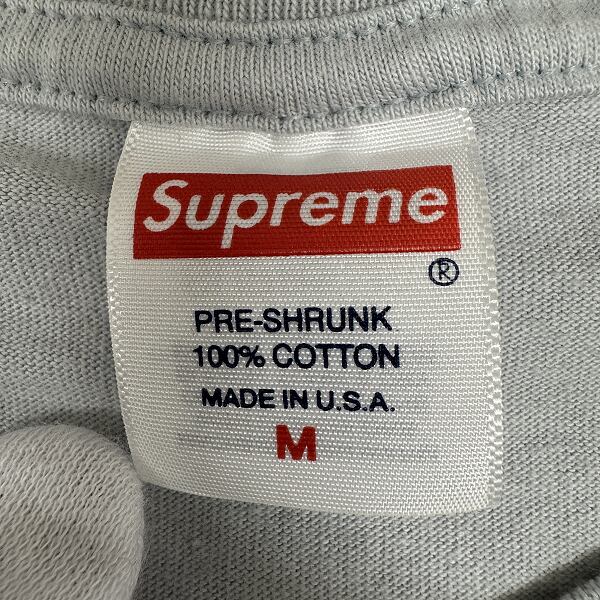 Supreme
®
PRE-SHRUNK
100% COTTON
MADE IN U.S.A.
M